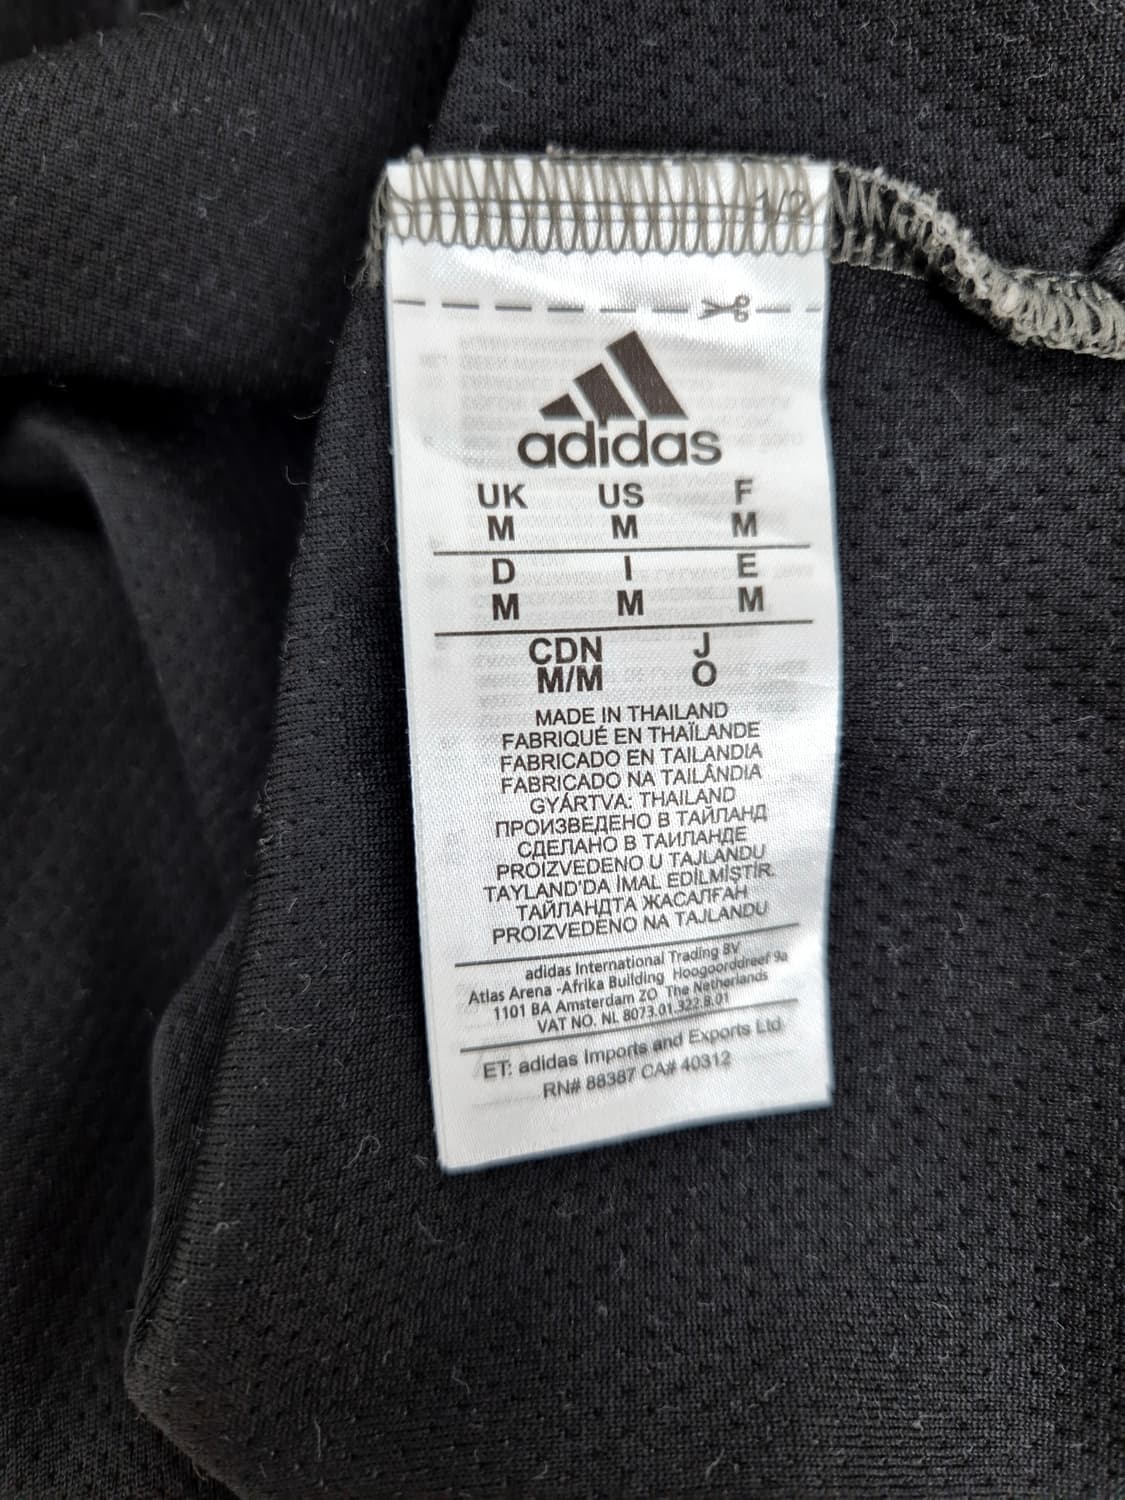 1/2
adidas
UK US F
M M M
D I E
M M M
CDN J
M/M O
MADE IN THAILAND
FABRIQUÉ EN THAÏLANDE
FABRICADO EN TAILANDIA
FABRICADO NA TAILÂNDIA
GYÁRTVA: THAILAND
ПРОИЗВЕДЕНО В ТАЙЛАНД
СДЕЛАНО В ТАИЛАНДЕ
PROIZVEDENO U TAJLANDU
TAYLAND'DA İMAL EDİLMİŞTİR.
ТАЙЛАНДТА ЖАСАЛҒАН
PROIZVEDENO NA TAJLANDU
adidas International Trading BV
Atlas Arena -Afrika Building Hoogoorddreef 9a
1101 BA Amsterdam ZO The Netherlands
VAT NO. NL 8073.01.322.B.01
ET: adidas Imports and Exports Ltd.
RN# 88387 CA# 40312